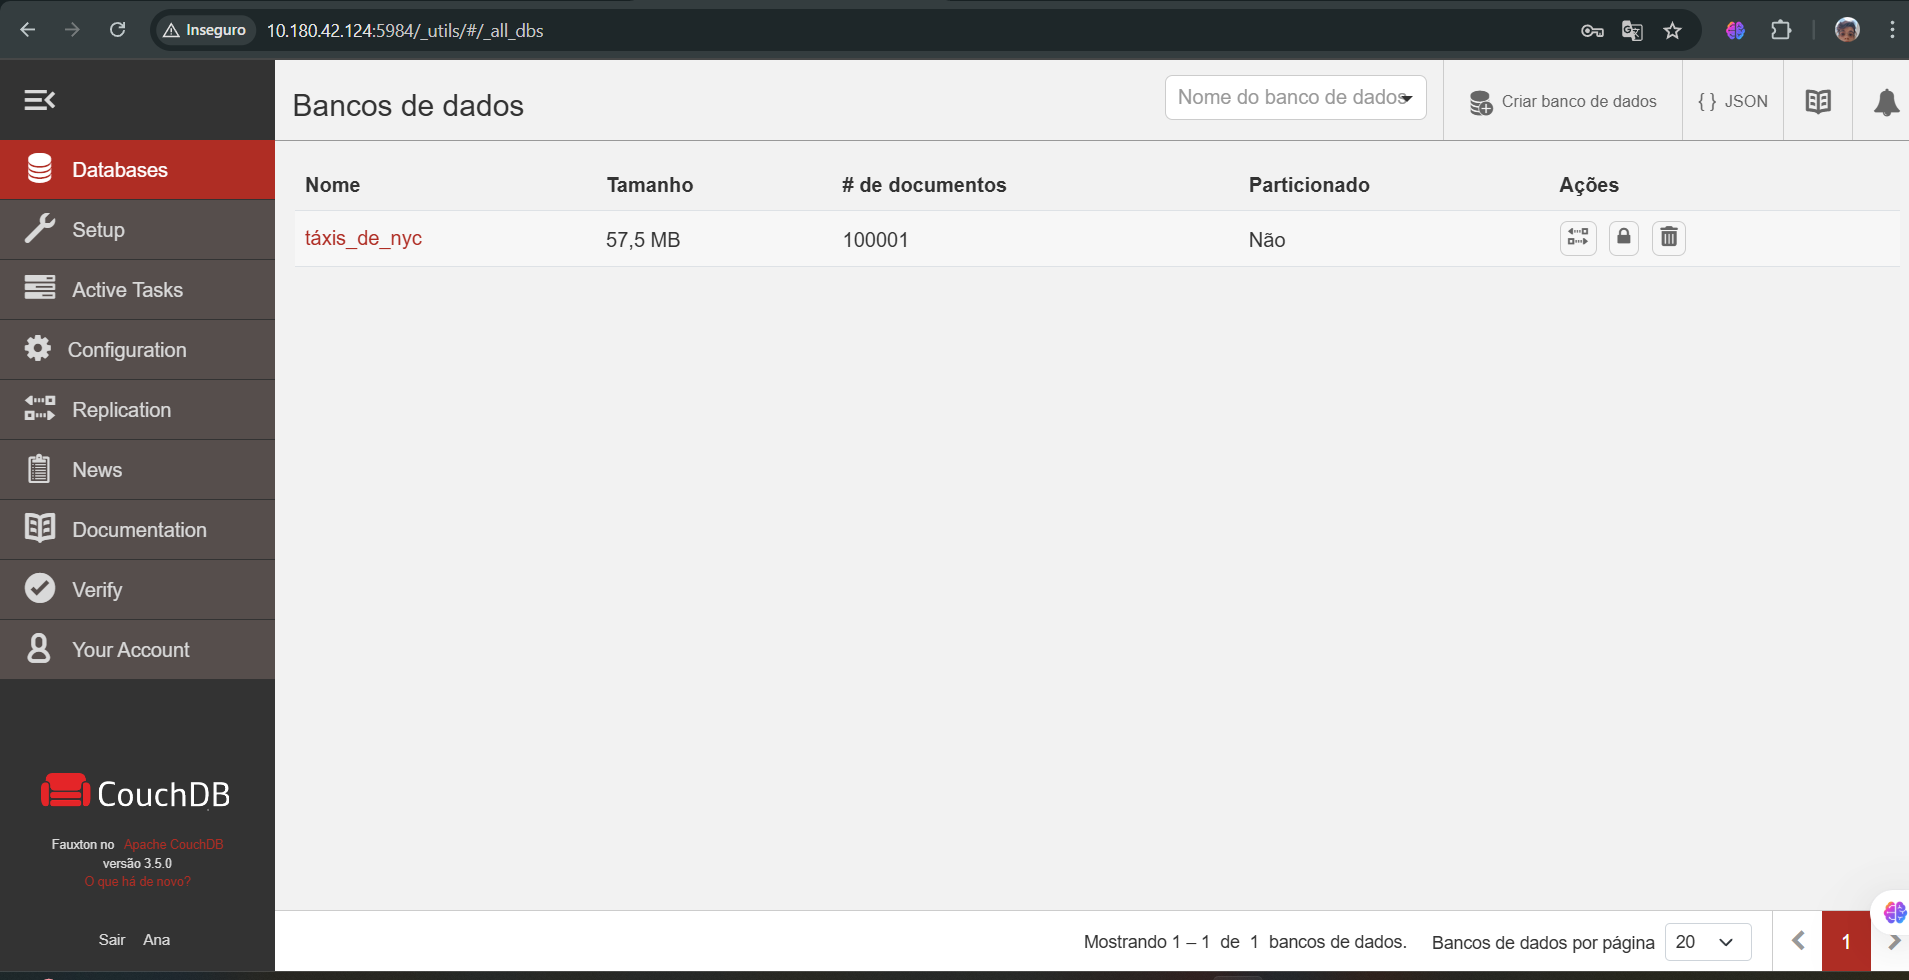 Inseguro
10.180.42.124:5984/_utils/#/_all_dbs
Bancos de dados
Nome do banco de dados
Criar banco de dados
{ } JSON
Databases
Setup
Active Tasks
Configuration
Replication
News
Documentation
Verify
Your Account
Nome Tamanho # de documentos Particionado Ações
táxis_de_nyc 57,5 MB 100001 Não
CouchDB
Fauxton no Apache CouchDB
versão 3.5.0
O que há de novo?
Sair Ana
Mostrando 1 – 1 de 1 bancos de dados. Bancos de dados por página 20 1